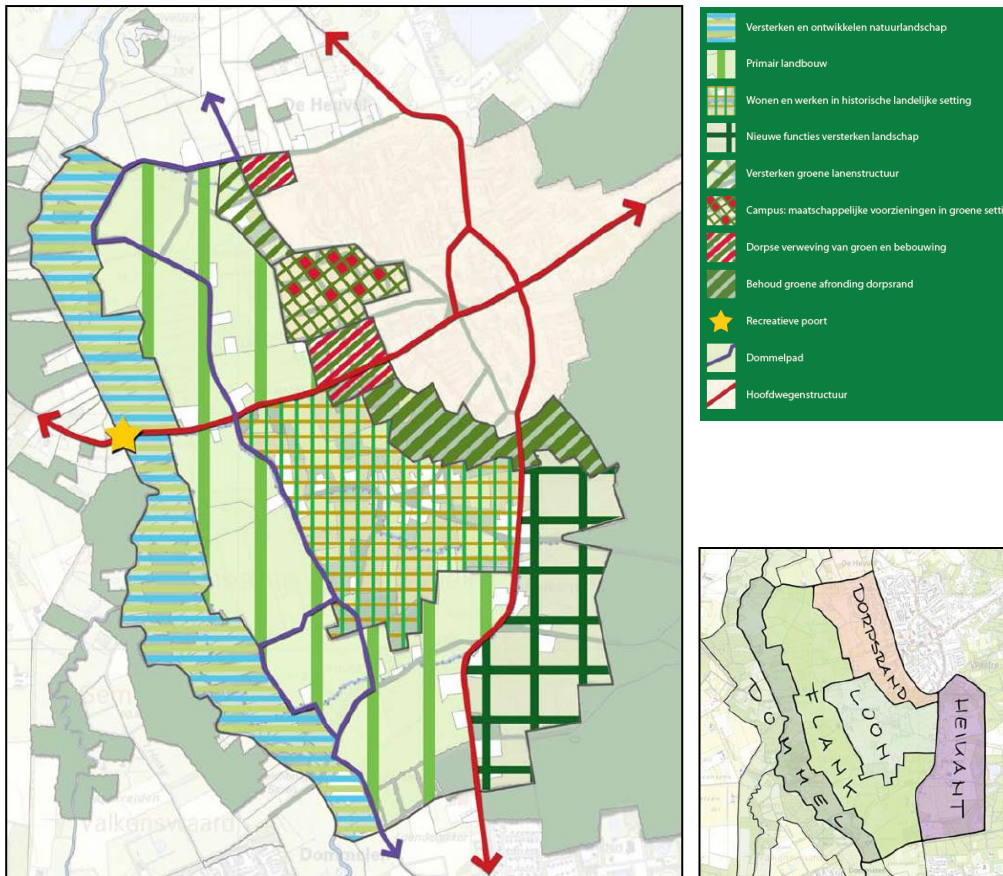 De Heuvel
Valkenswaard
Dommelen
Versterken en ontwikkelen natuurlandschap
Primair landbouw
Wonen en werken in historische landelijke setting
Nieuwe functies versterken landschap
Versterken groene lanenstructuur
Campus: maatschappelijke voorzieningen in groene setti
Dorpse verweving van groen en bebouwing
Behoud groene afronding dorpsrand
Recreatieve poort
Dommelpad
Hoofdwegenstructuur
De Heuvel
DORPSRAND
DOMMEL
FLANK
LOOH
HEIKANT